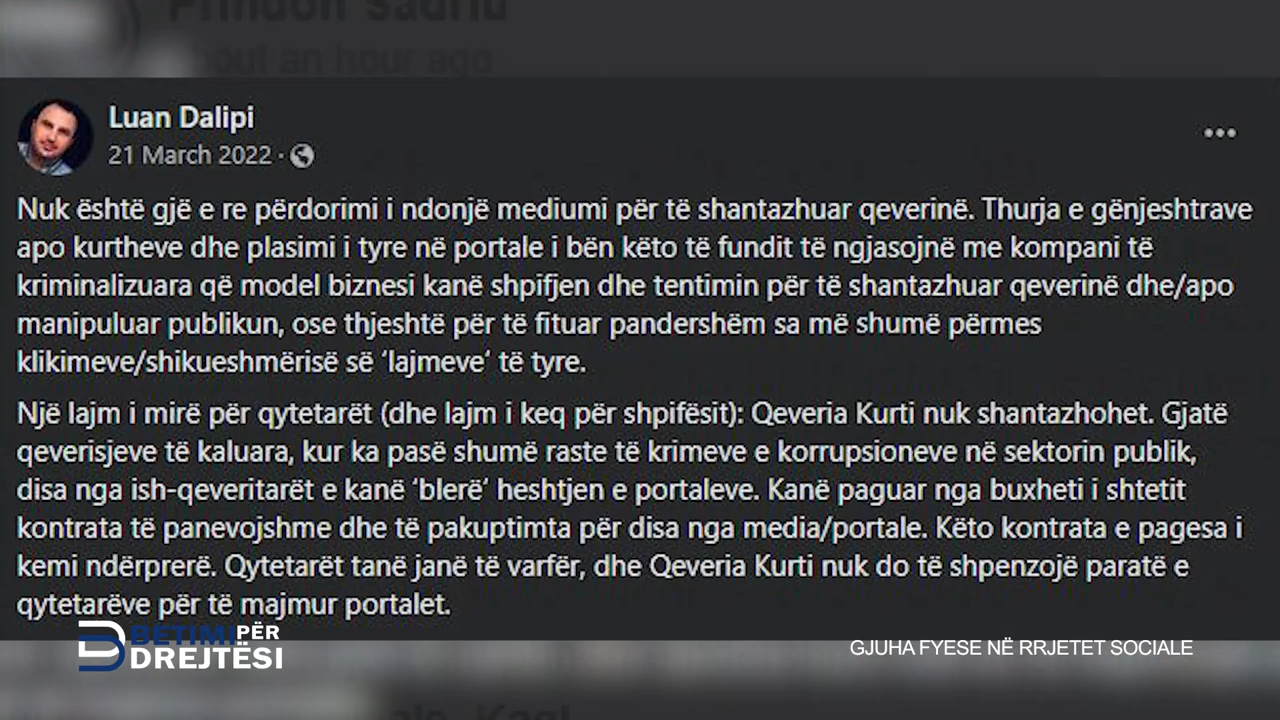 about an hour ago
Luan Dalipi
21 March 2022 ·
Nuk është gjë e re përdorimi i ndonjë mediumi për të shantazhuar qeverinë. Thurja e gënjeshtrave
apo kurtheve dhe plasimi i tyre në portale i bën këto të fundit të ngjasojnë me kompani të
kriminalizuara që model biznesi kanë shpifjen dhe tentimin për të shantazhuar qeverinë dhe/apo
manipuluar publikun, ose thjeshtë për të fituar pandershëm sa më shumë përmes
klikimeve/shikueshmërisë së ‘lajmeve‘ të tyre.
Një lajm i mirë për qytetarët (dhe lajm i keq për shpifësit): Qeveria Kurti nuk shantazhohet. Gjatë
qeverisjeve të kaluara, kur ka pasë shumë raste të krimeve e korrupsioneve në sektorin publik,
disa nga ish-qeveritarët e kanë ‘blerë‘ heshtjen e portaleve. Kanë paguar nga buxheti i shtetit
kontrata të panevojshme dhe të pakuptimta për disa nga media/portale. Këto kontrata e pagesa i
kemi ndërprerë. Qytetarët tanë janë të varfër, dhe Qeveria Kurti nuk do të shpenzojë paratë e
qytetarëve për të majmur portalet.
BETIMI PËR
DREJTËSI
GJUHA FYESE NË RRJETET SOCIALE